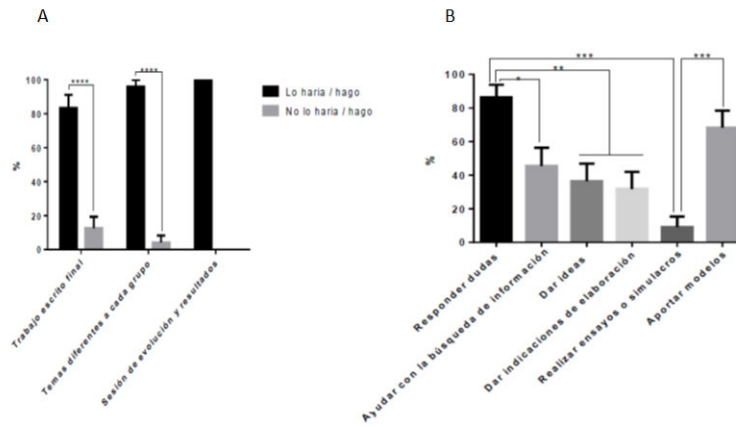 A
****
****
100
80
60
40
20
0
%
Lo haria / hago
No lo haria / hago
Trabajo escrito final
Temas diferentes a cada grupo
Sesión de evolución y resultados
B
***
***
**
*
100
80
60
40
20
0
%
Responder dudas
Ayudar con la búsqueda de información
Dar ideas
Dar indicaciones de elaboración
Realizar ensayos o simulacros
Aportar modelos